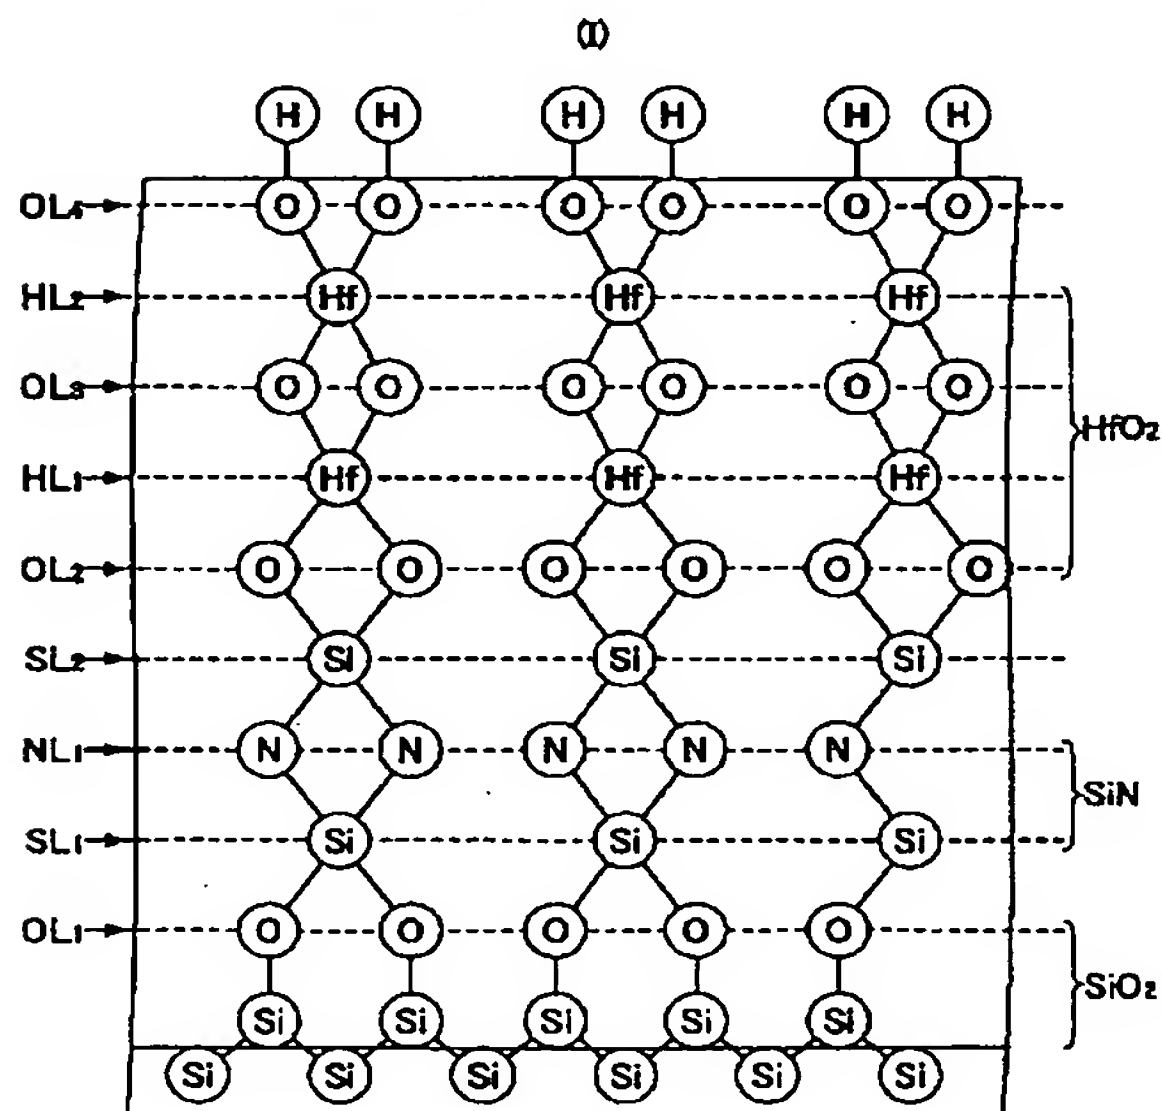 (I)
H H H H H H
OL4 O O O O O O
HL2 Hf Hf Hf
OL3 O O O O O O
HfO2
HL1 Hf Hf Hf
OL2 O O O O O O
SL2 Si Si Si
NL1 N N N N N
SiN
SL1 Si Si Si
OL1 O O O O O
SiO2
Si Si Si Si Si
Si Si Si Si Si Si